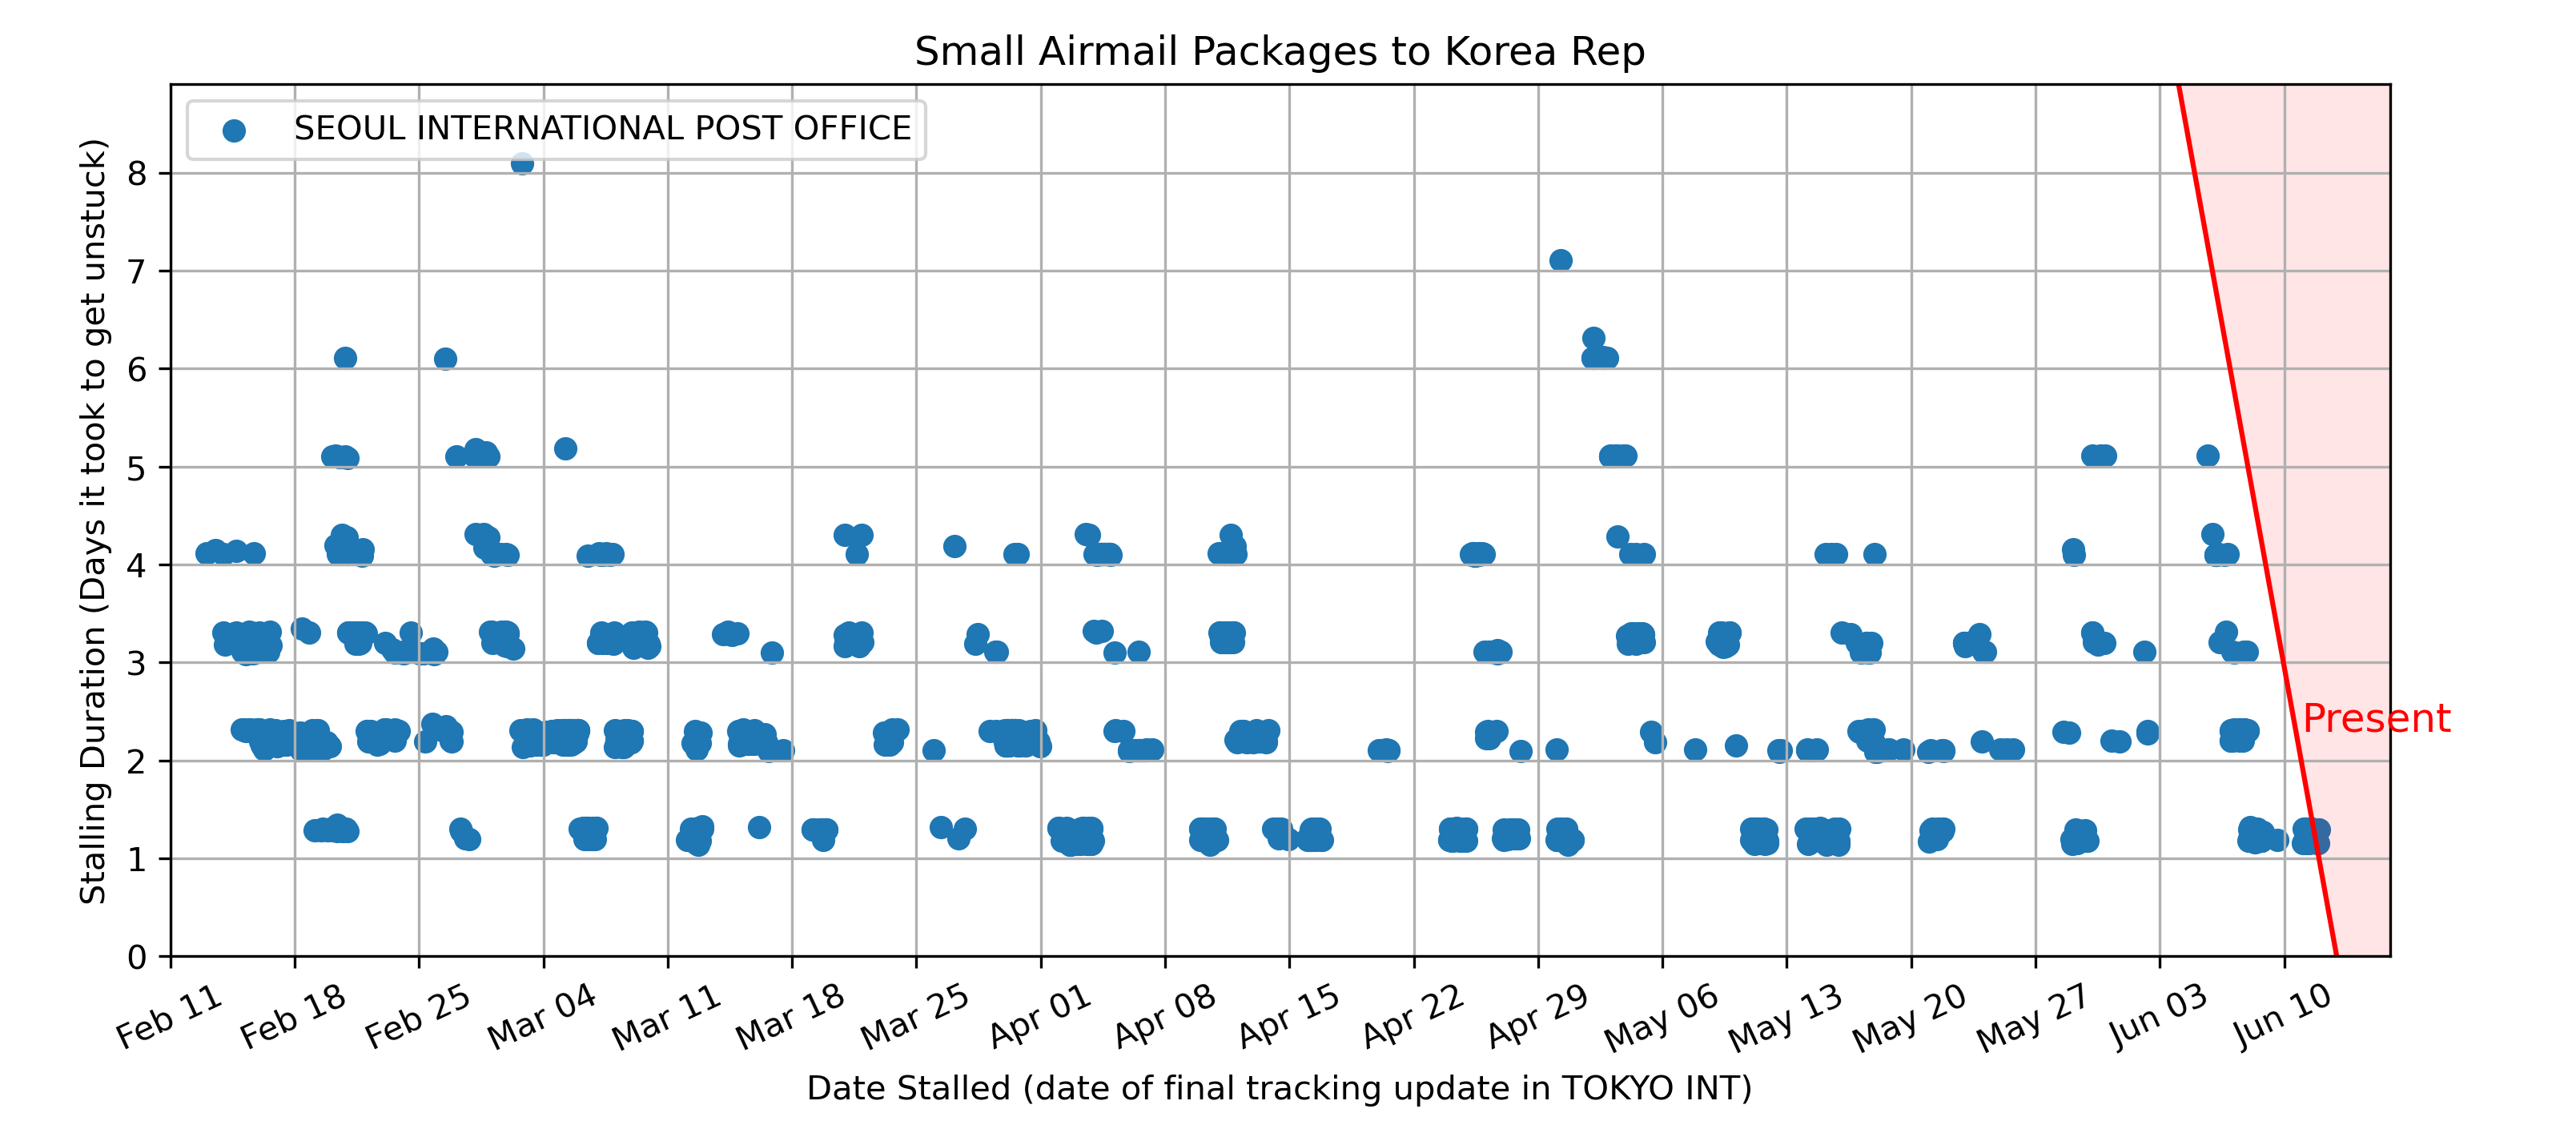 Small Airmail Packages to Korea Rep
SEOUL INTERNATIONAL POST OFFICE
Stalling Duration (Days it took to get unstuck)
8
7
6
5
4
3
2
1
0
Present
Feb 11
Feb 18
Feb 25
Mar 04
Mar 11
Mar 18
Mar 25
Apr 01
Apr 08
Apr 15
Apr 22
Apr 29
May 06
May 13
May 20
May 27
Jun 03
Jun 10
Date Stalled (date of final tracking update in TOKYO INT)